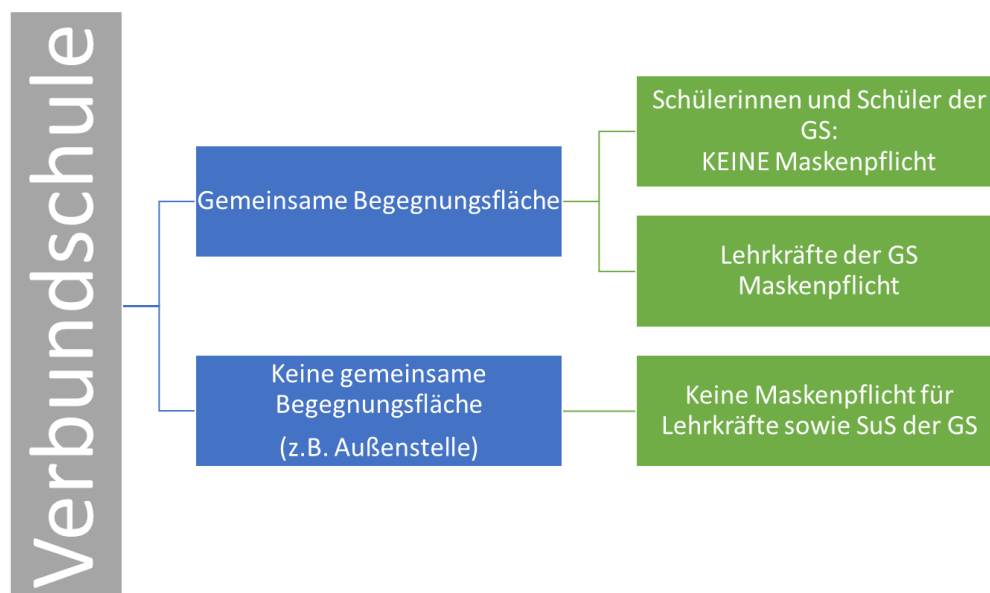 Verbundschule
Gemeinsame Begegnungsfläche
Schülerinnen und Schüler der
GS:
KEINE Maskenpflicht
Lehrkräfte der GS
Maskenpflicht
Keine gemeinsame
Begegnungsfläche
(z.B. Außenstelle)
Keine Maskenpflicht für
Lehrkräfte sowie SuS der GS